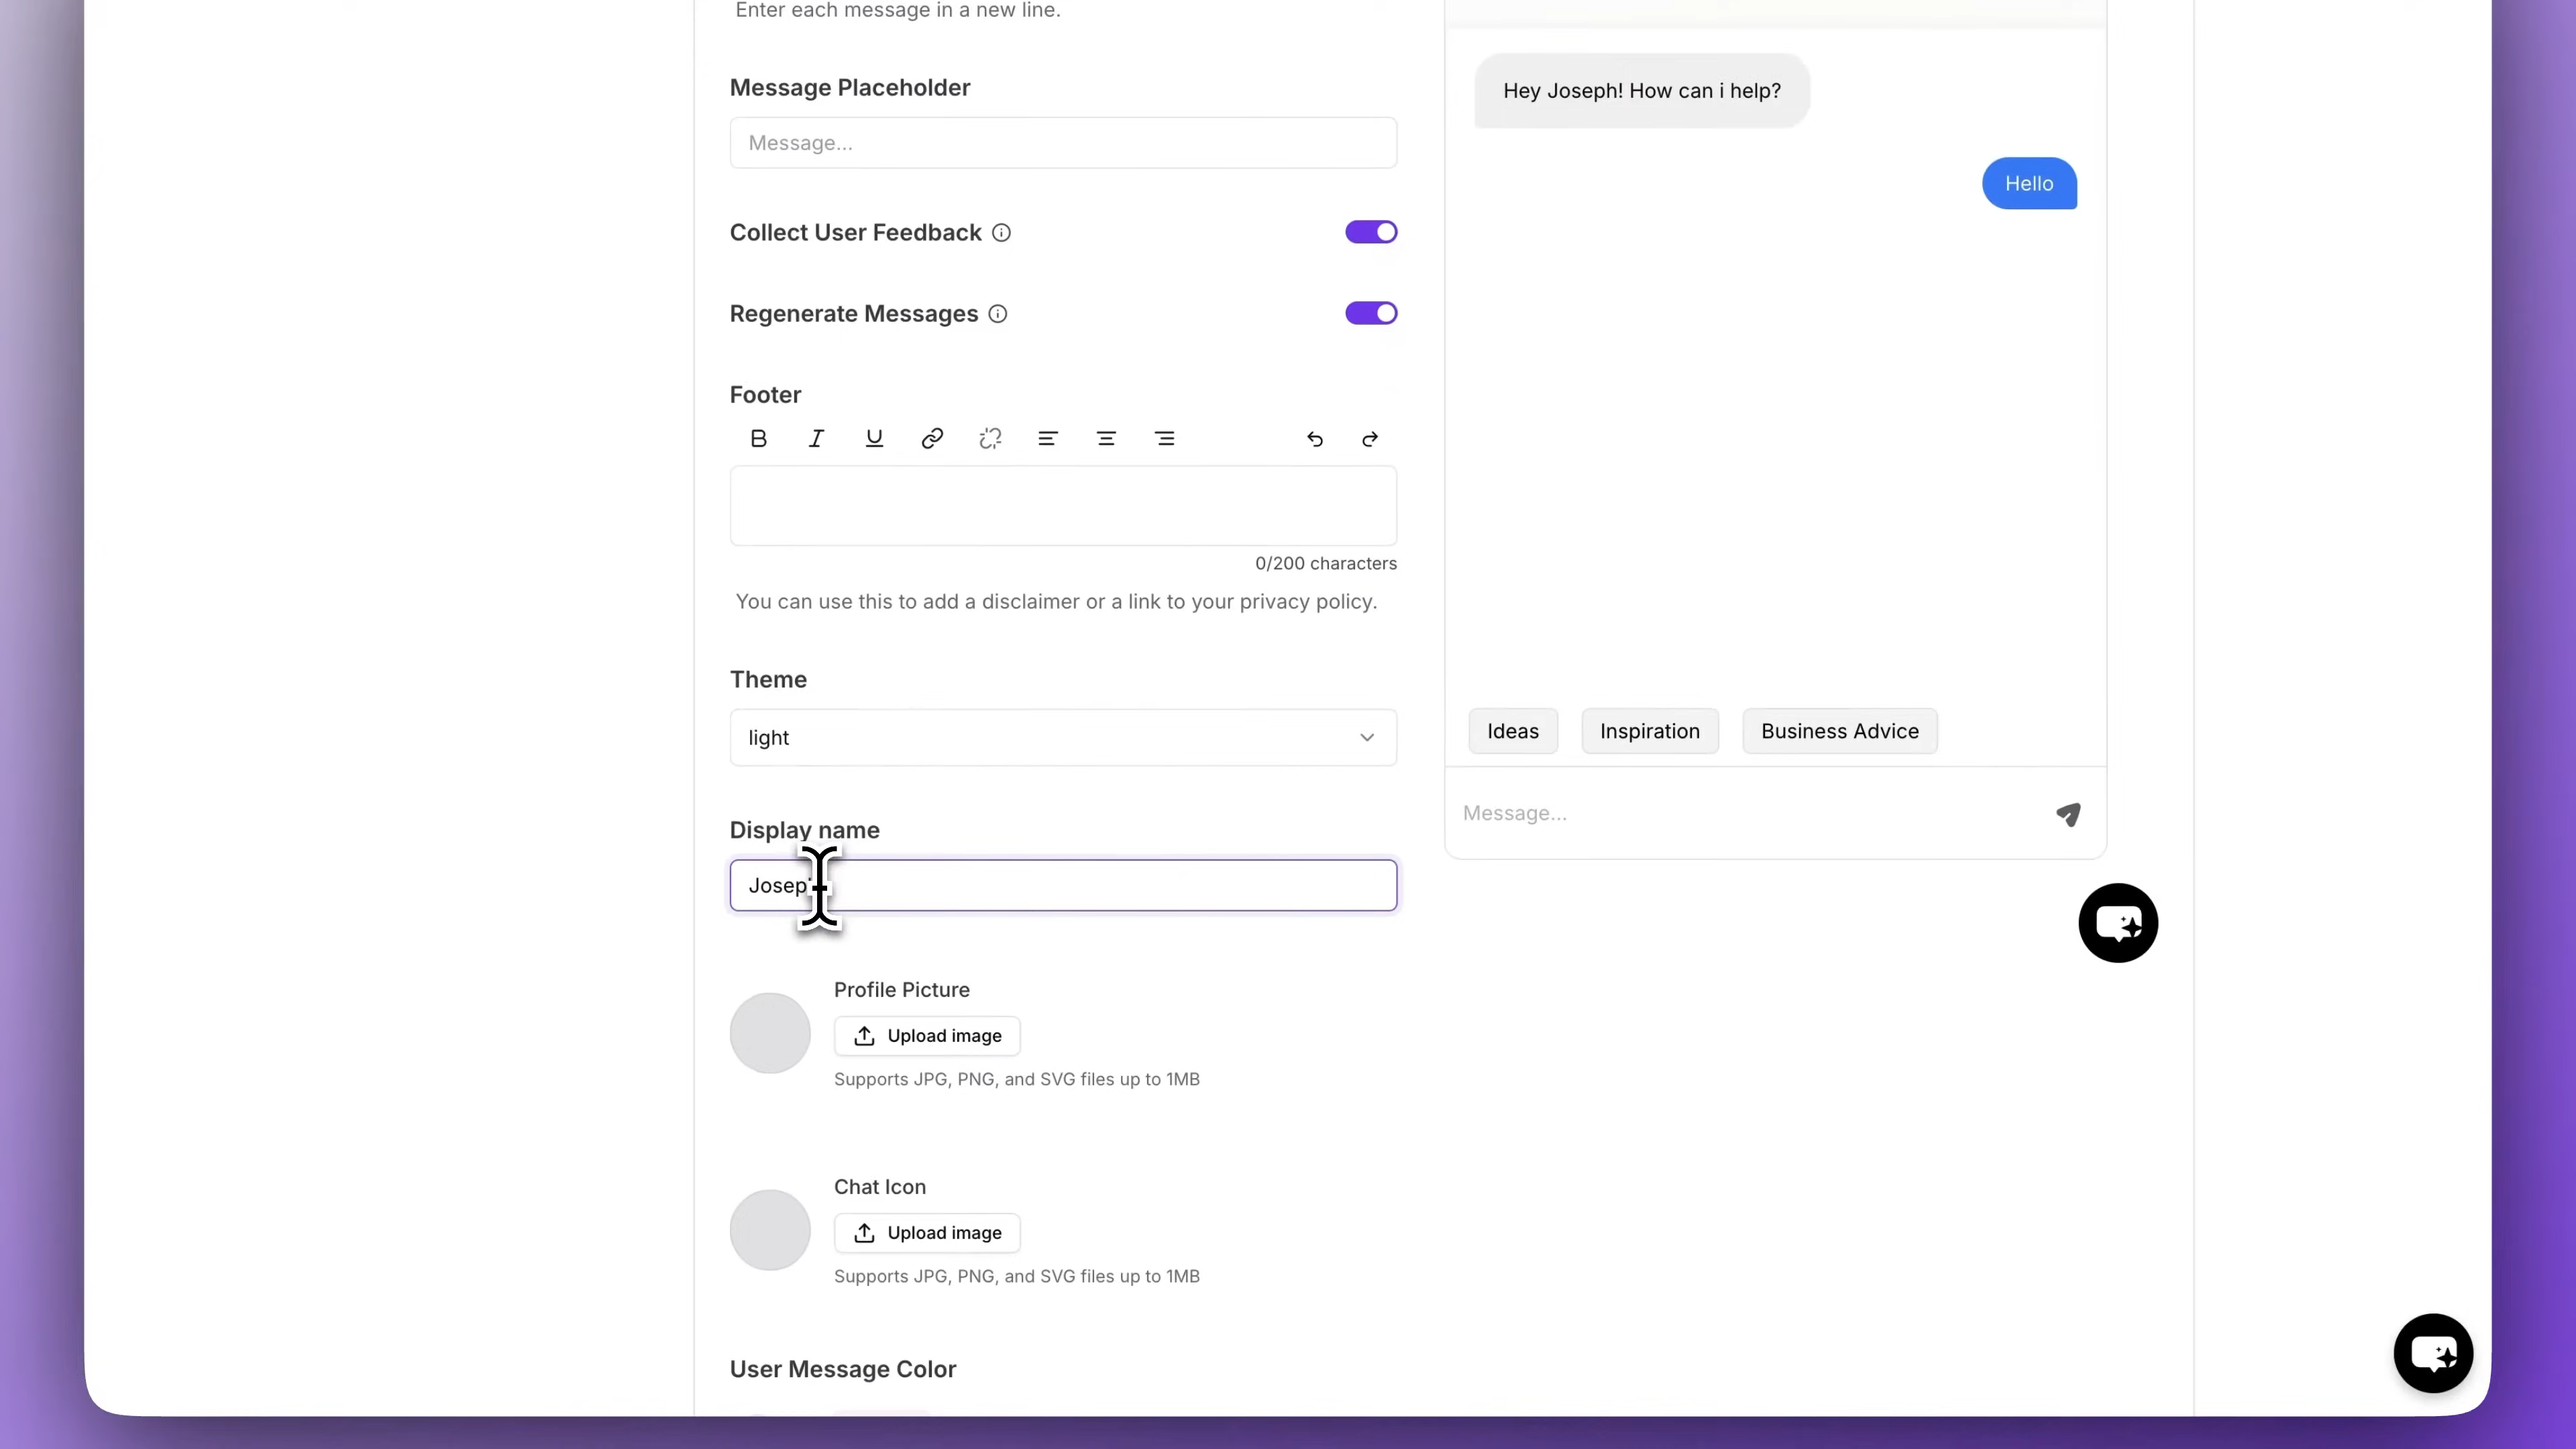 Enter each message in a new line.
Message Placeholder
Message...
Collect User Feedback
Regenerate Messages
Footer
0/200 characters
You can use this to add a disclaimer or a link to your privacy policy.
Theme
light
Display name
Joseph
Profile Picture
Upload image
Supports JPG, PNG, and SVG files up to 1MB
Chat Icon
Upload image
Supports JPG, PNG, and SVG files up to 1MB
User Message Color
Hey Joseph! How can i help?
Hello
Ideas Inspiration Business Advice
Message...